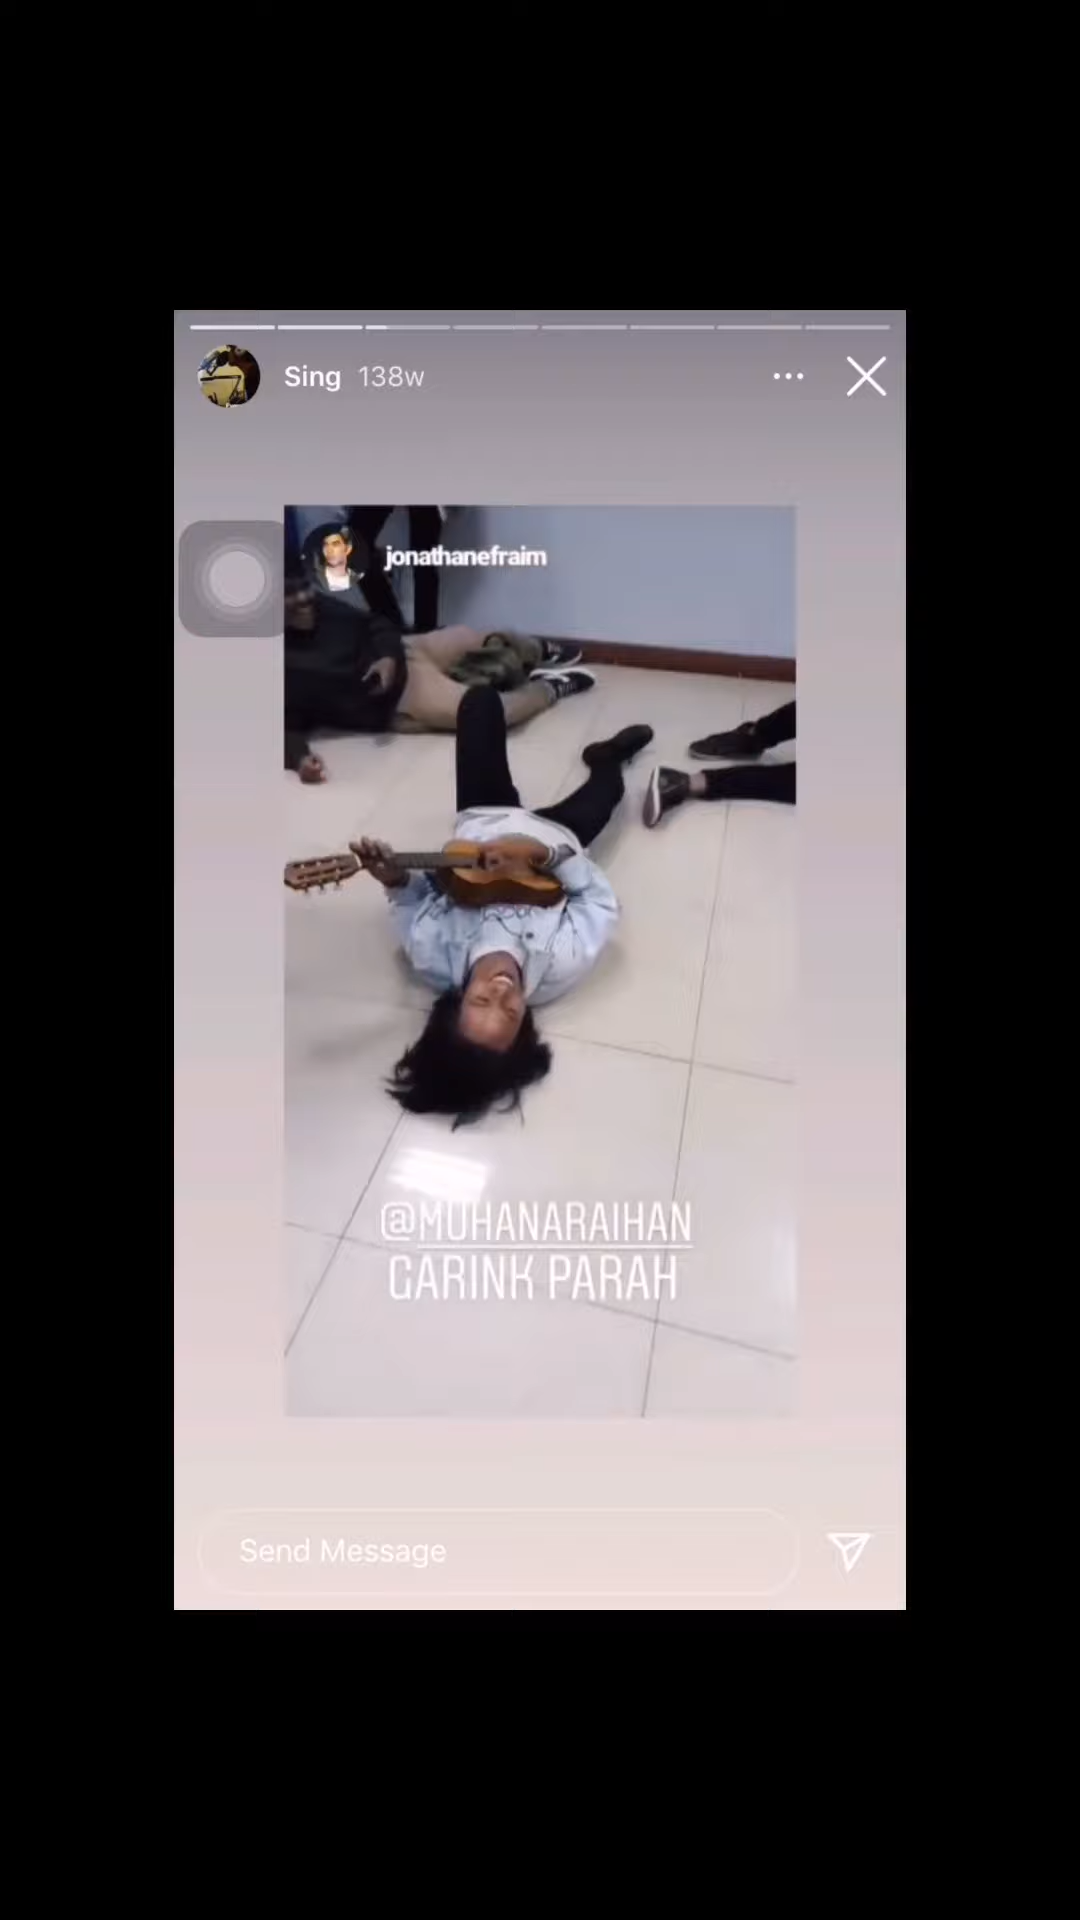 Sing 138w
jonathanefraim
@MUHANARAIHAN
GARINK PARAH
Send Message